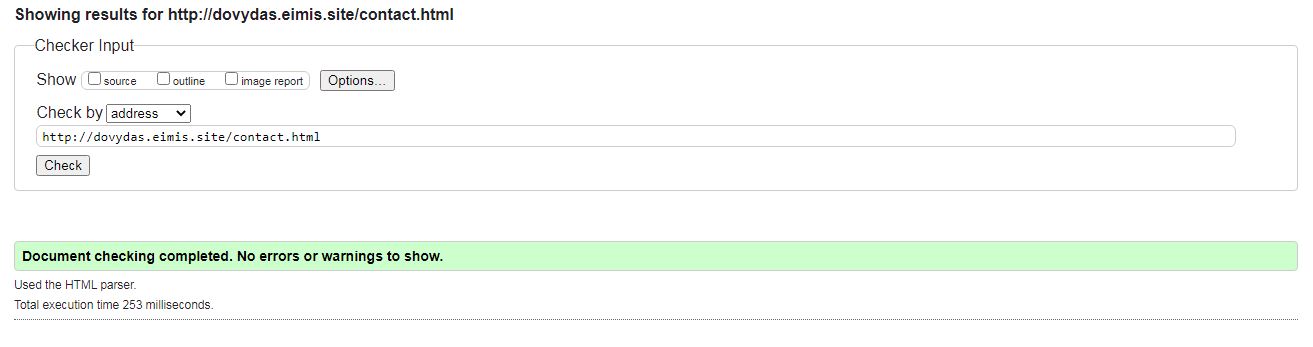 Showing results for http://dovydas.eimis.site/contact.html
Checker Input
Show source outline image report Options...
Check by address
http://dovydas.eimis.site/contact.html
Check
Document checking completed. No errors or warnings to show.
Used the HTML parser.
Total execution time 253 milliseconds.